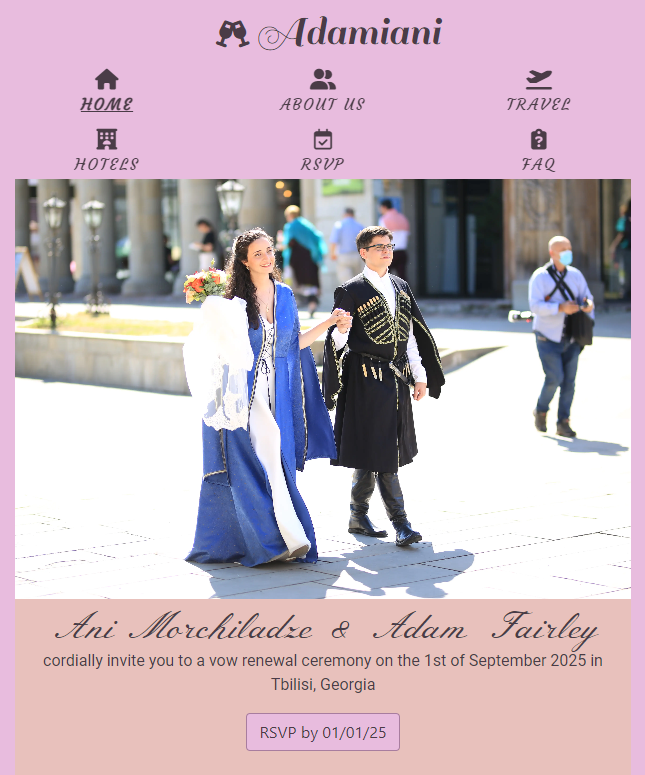 Adamiani
HOME
ABOUT US
TRAVEL
HOTELS
RSVP
FAQ
Ani Morchiladze & Adam Fairley
cordially invite you to a vow renewal ceremony on the 1st of September 2025 in
Tbilisi, Georgia
RSVP by 01/01/25